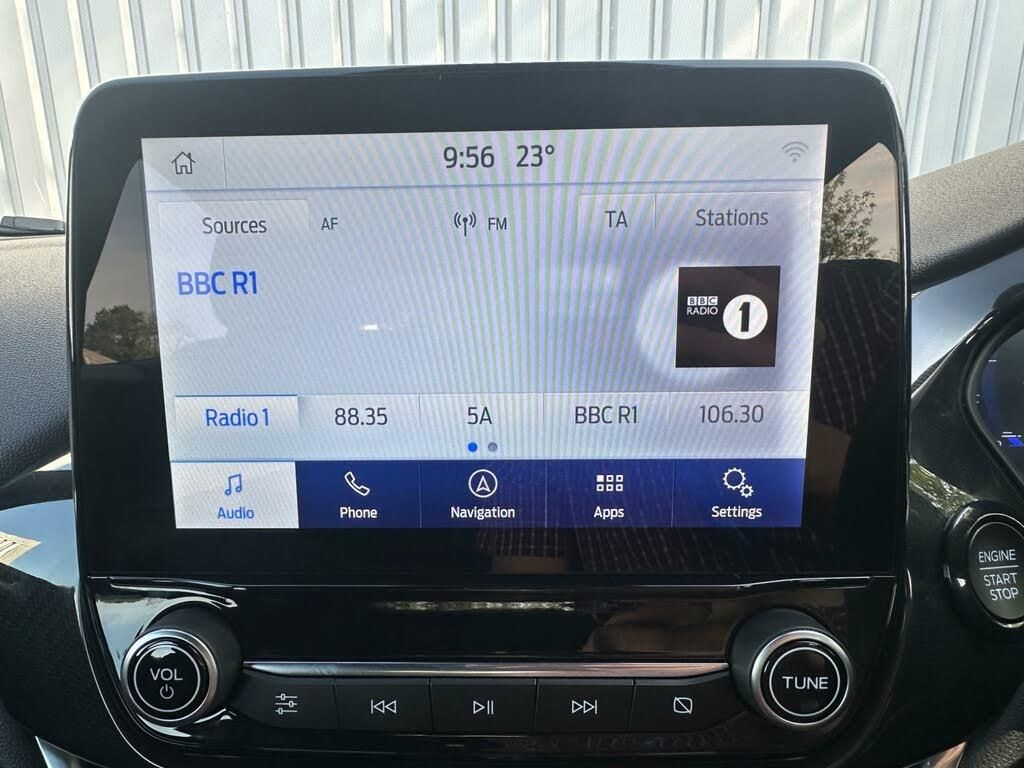 9:56 23°
Sources AF FM TA Stations
BBC R1
BBC
RADIO 1
Radio 1 88.35 5A BBC R1 106.30
Audio Phone Navigation Apps Settings
ENGINE
START
STOP
VOL
TUNE